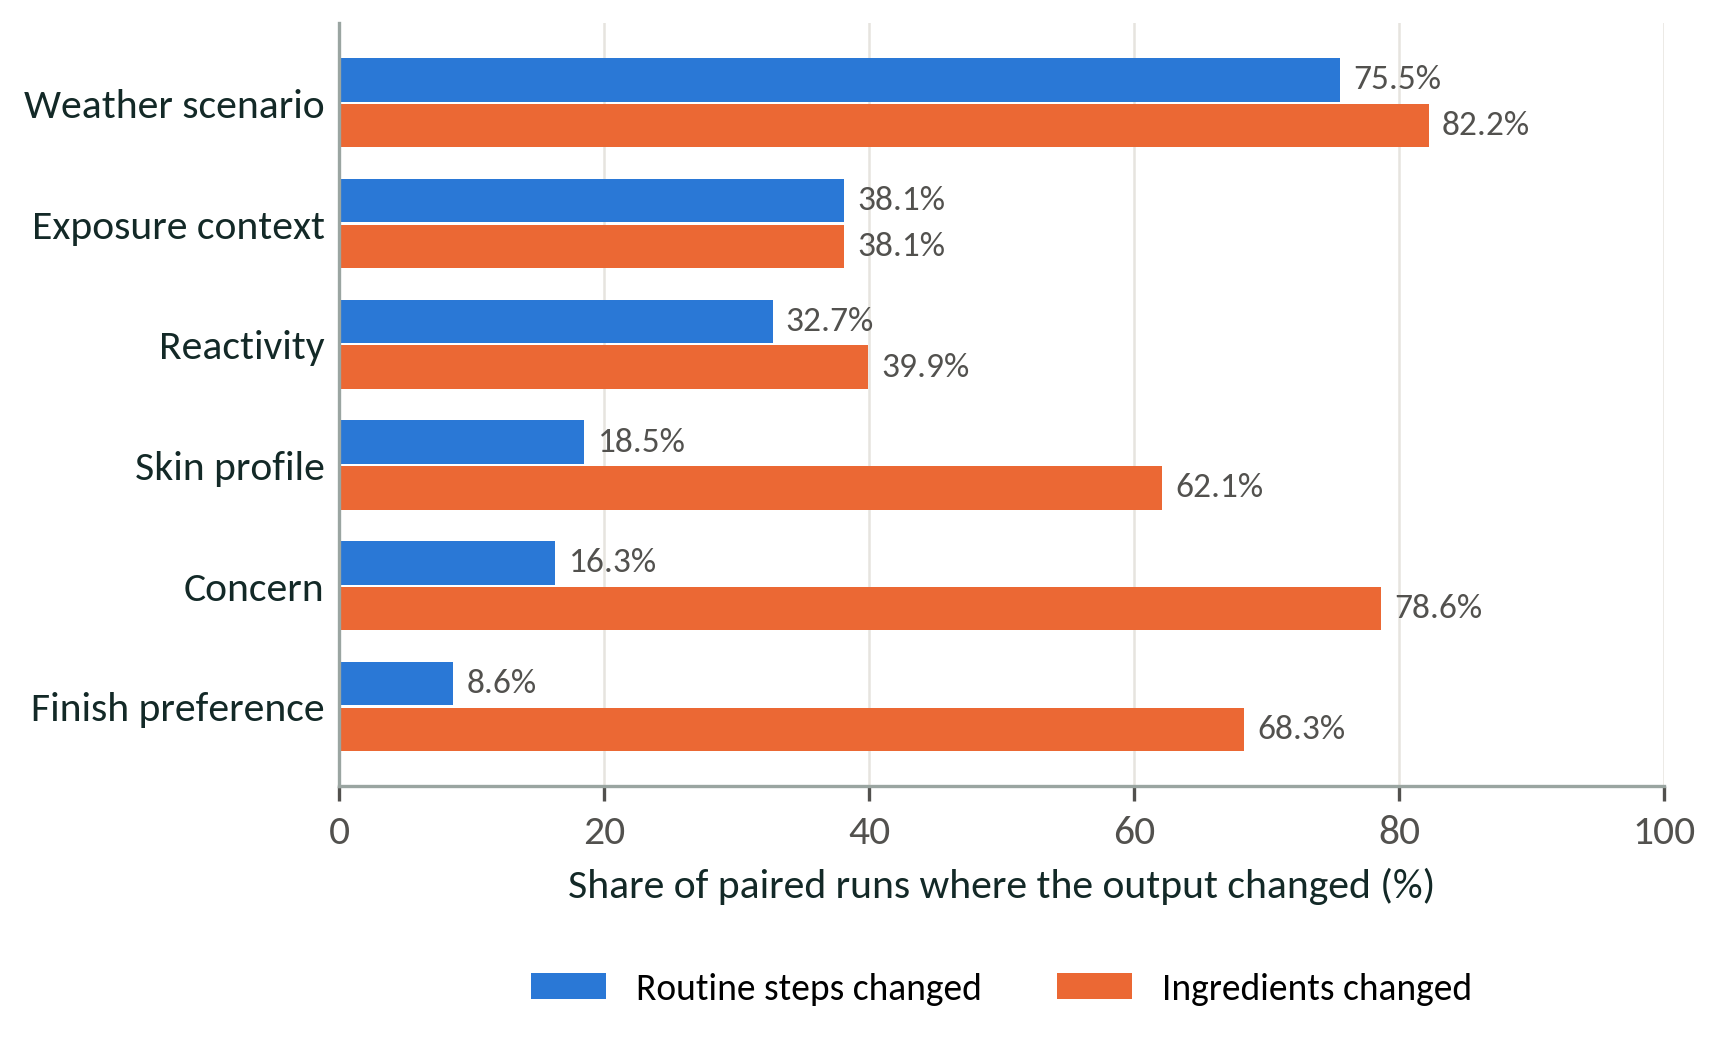 Weather scenario
75.5%
82.2%
Exposure context
38.1%
38.1%
Reactivity
32.7%
39.9%
Skin profile
18.5%
62.1%
Concern
16.3%
78.6%
Finish preference
8.6%
68.3%
0 20 40 60 80 100
Share of paired runs where the output changed (%)
Routine steps changed Ingredients changed